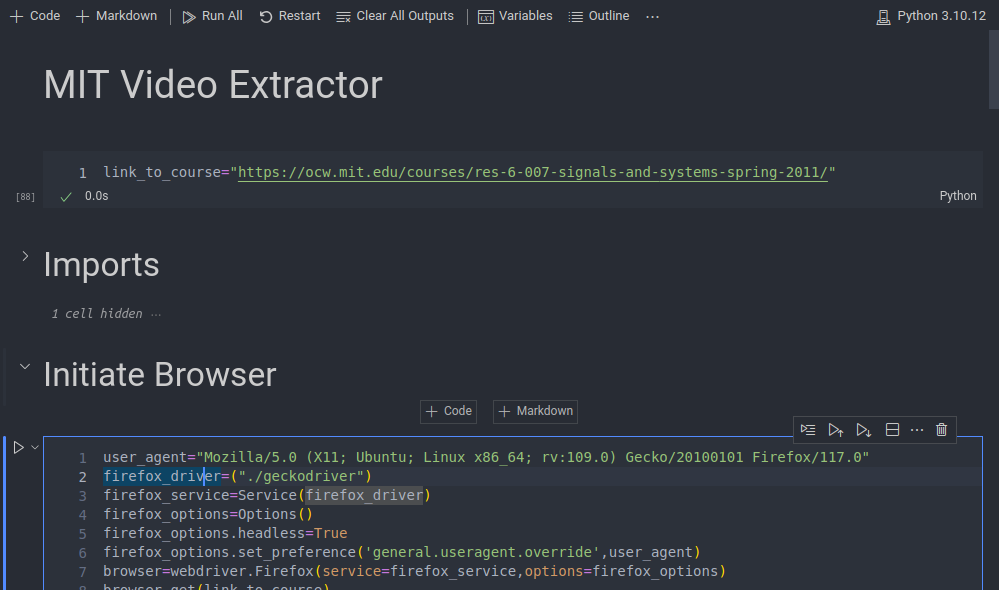 Code Markdown Run All Restart Clear All Outputs Variables Outline ... Python 3.10.12
MIT Video Extractor
1 link_to_course="https://ocw.mit.edu/courses/res-6-007-signals-and-systems-spring-2011/"
[88] 0.0s Python
Imports
1 cell hidden ...
Initiate Browser
Code Markdown
1 user_agent="Mozilla/5.0 (X11; Ubuntu; Linux x86_64; rv:109.0) Gecko/20100101 Firefox/117.0"
2 firefox_driver=("./geckodriver")
3 firefox_service=Service(firefox_driver)
4 firefox_options=Options()
5 firefox_options.headless=True
6 firefox_options.set_preference('general.useragent.override',user_agent)
7 browser=webdriver.Firefox(service=firefox_service,options=firefox_options)
8 browser.get(link_to_course)